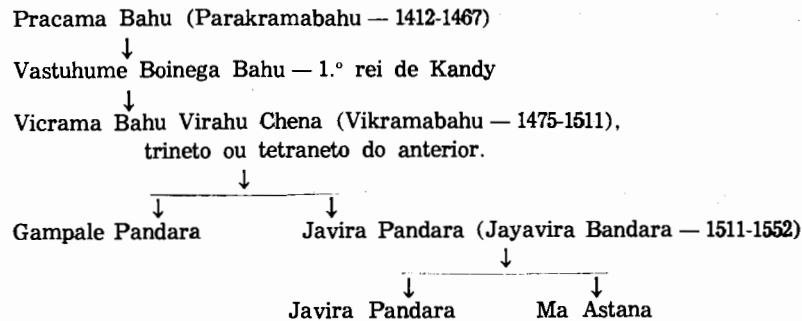 Pracama Bahu (Parakramabahu — 1412-1467)
Vastuhume Boinega Bahu — 1.º rei de Kandy
Vicrama Bahu Virahu Chena (Vikramabahu — 1475-1511),
trineto ou tetraneto do anterior.
Gampale Pandara Javira Pandara (Jayavira Bandara — 1511-1552)
Javira Pandara Ma Astana